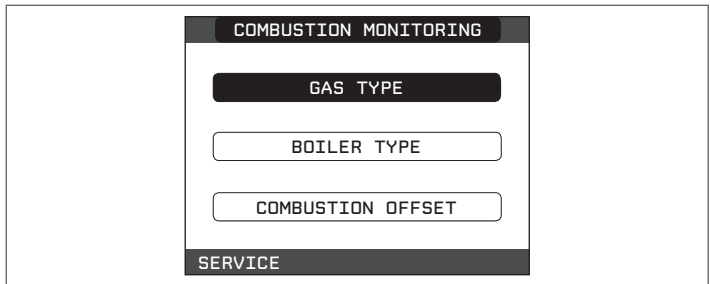 COMBUSTION MONITORING
GAS TYPE
BOILER TYPE
COMBUSTION OFFSET
SERVICE